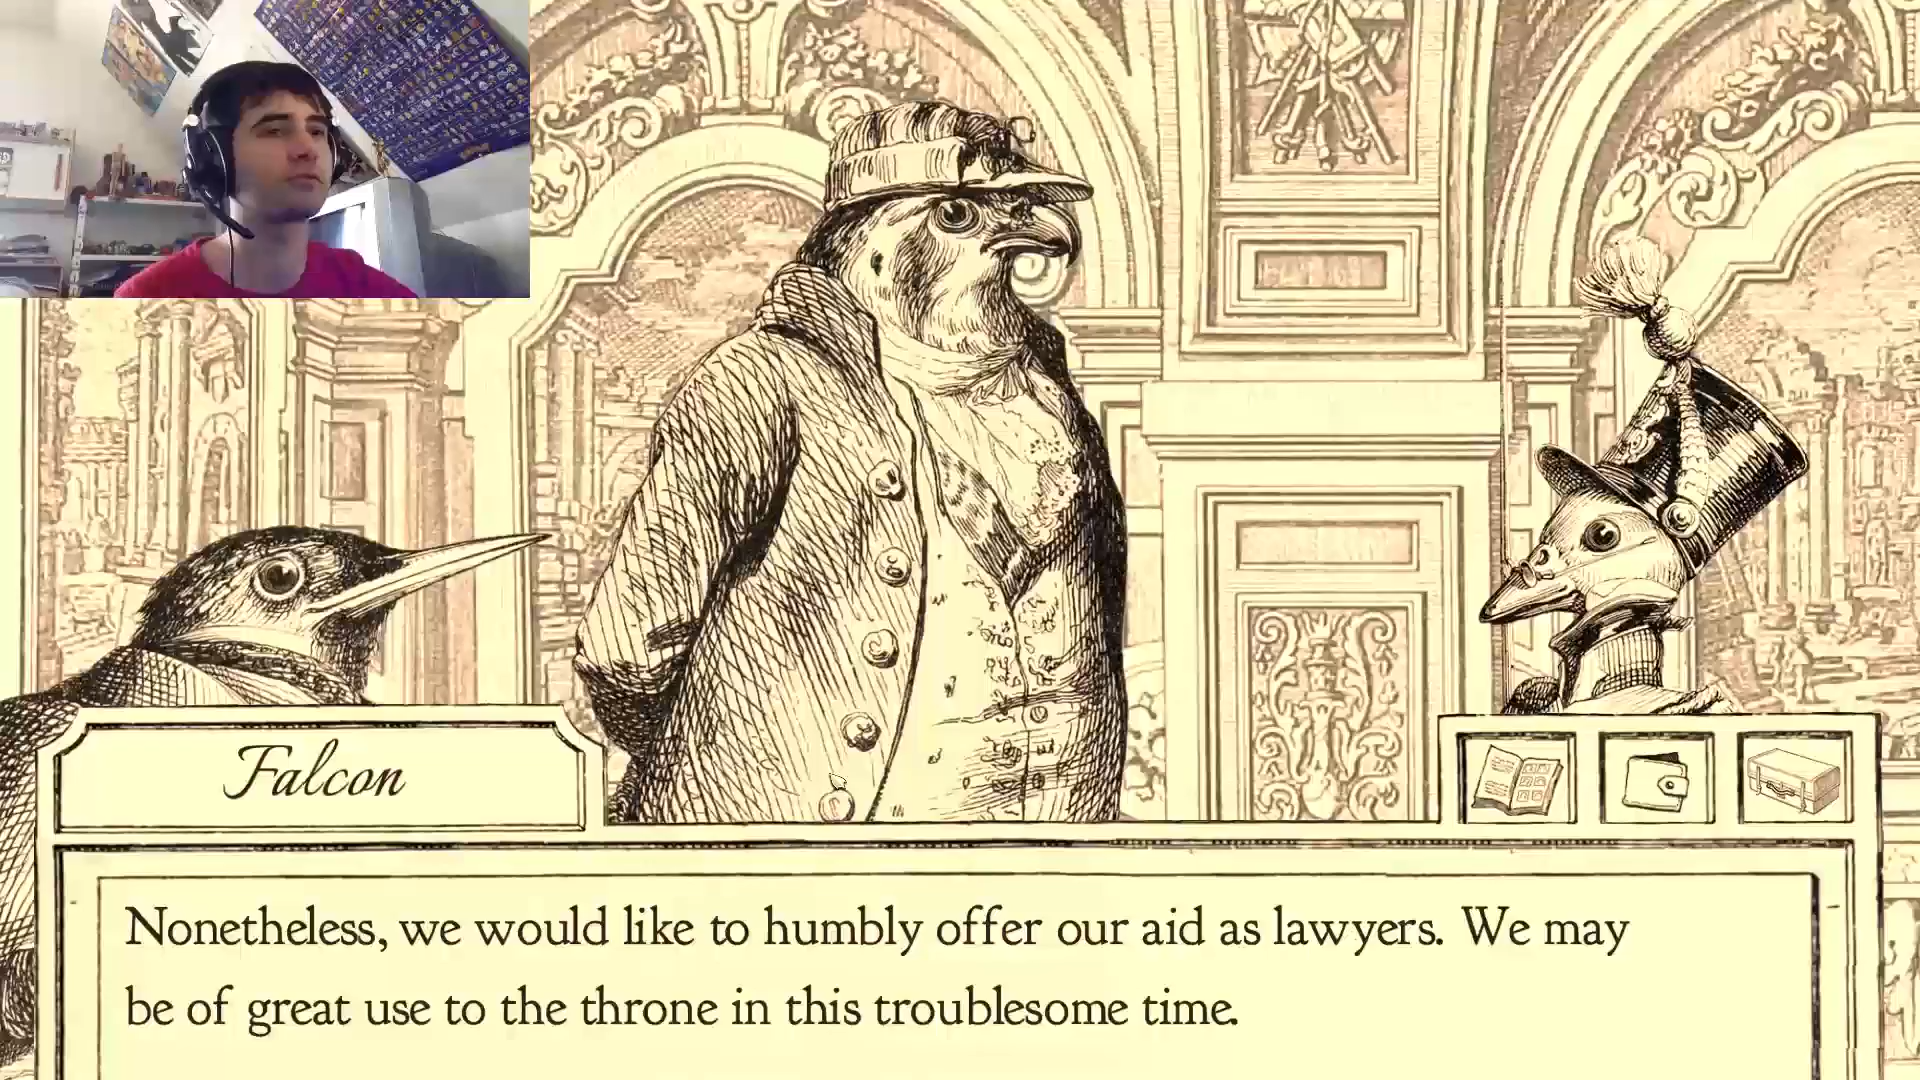 Falcon
Nonetheless, we would like to humbly offer our aid as lawyers. We may
be of great use to the throne in this troublesome time.